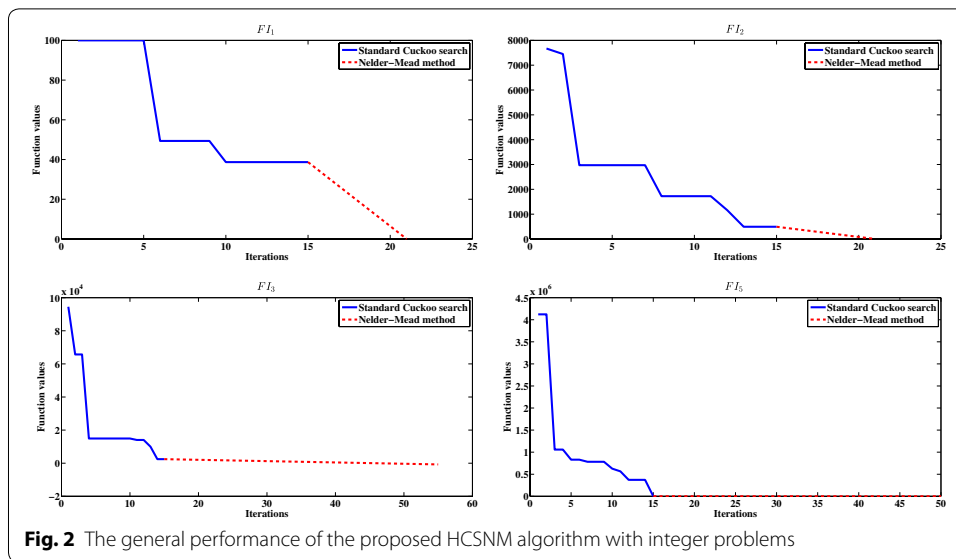 FI₁
100
80
60
40
20
0
Function values
0 5 10 15 20 25
Iterations
Standard Cuckoo search
Nelder−Mead method
FI₂
8000
7000
6000
5000
4000
3000
2000
1000
0
Function values
0 5 10 15 20 25
Iterations
Standard Cuckoo search
Nelder−Mead method
FI₃
x 10⁴
10
8
6
4
2
0
−2
Function values
0 10 20 30 40 50 60
Iterations
Standard Cuckoo search
Nelder−Mead method
FI₅
x 10⁶
4.5
4
3.5
3
2.5
2
1.5
1
0.5
0
Function values
0 5 10 15 20 25 30 35 40 45 50
Iterations
Standard Cuckoo search
Nelder−Mead method
Fig. 2 The general performance of the proposed HCSNM algorithm with integer problems